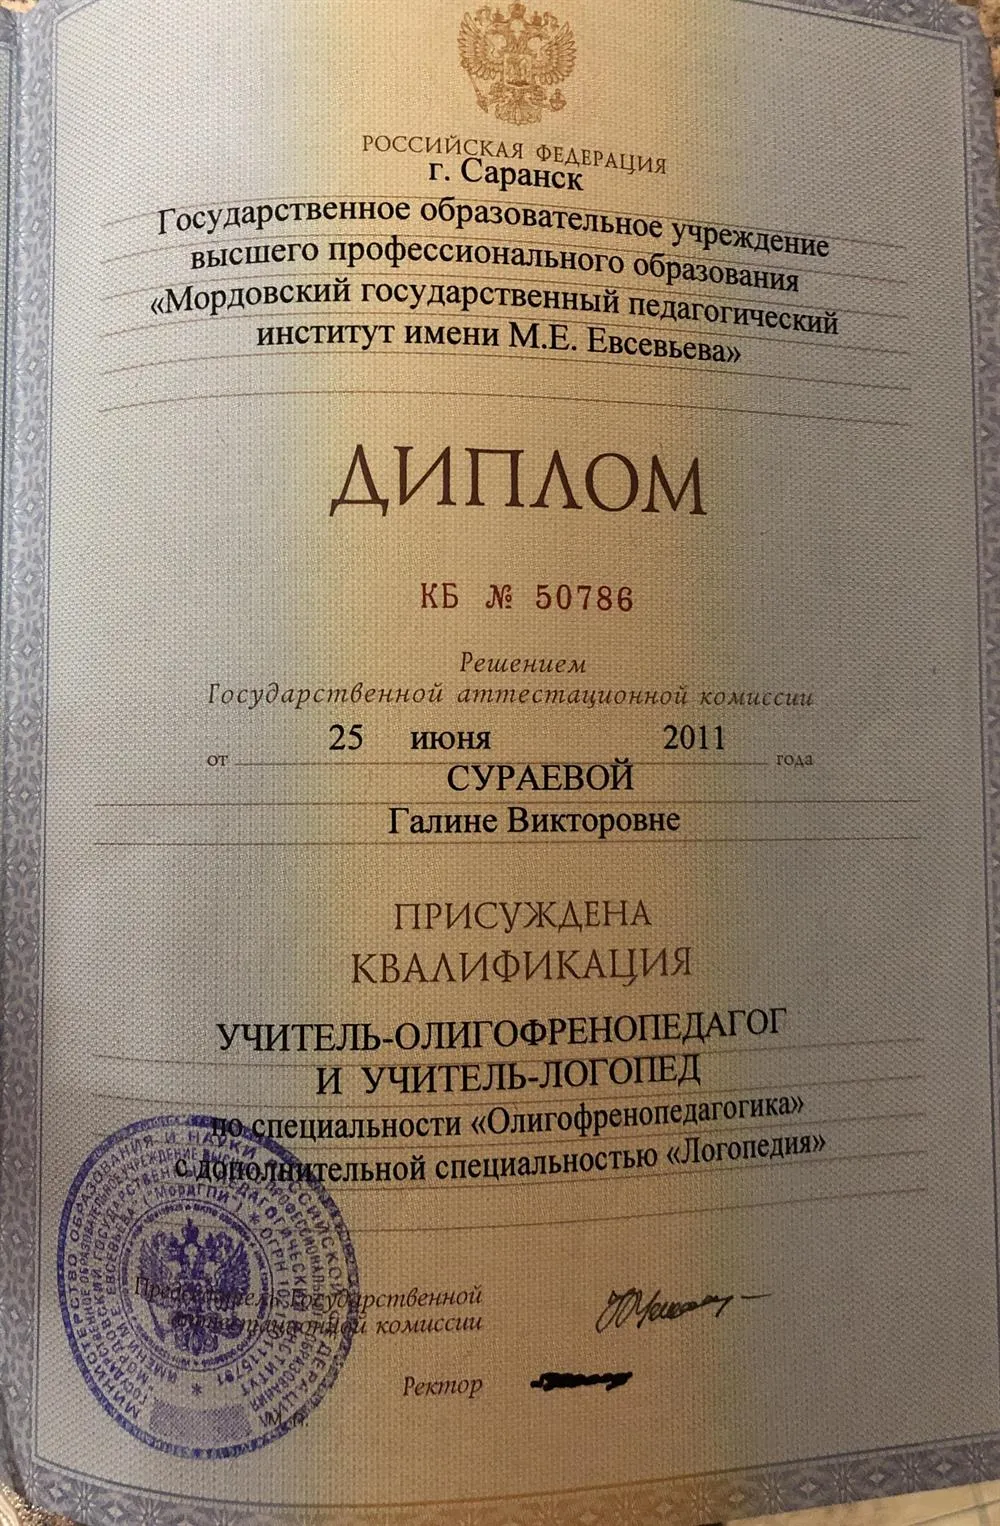 РОССИЙСКАЯ ФЕДЕРАЦИЯ
г. Саранск
Государственное образовательное учреждение
высшего профессионального образования
«Мордовский государственный педагогический
институт имени М.Е. Евсевьева»
ДИПЛОМ
КБ № 50786
Решением
Государственной аттестационной комиссии
от 25 июня 2011 года
СУРАЕВОЙ
Галине Викторовне
ПРИСУЖДЕНА
КВАЛИФИКАЦИЯ
УЧИТЕЛЬ-ОЛИГОФРЕНОПЕДАГОГ
И УЧИТЕЛЬ-ЛОГОПЕД
по специальности «Олигофренопедагогика»
с дополнительной специальностью «Логопедия»
Председатель Государственной
аттестационной комиссии
Ректор